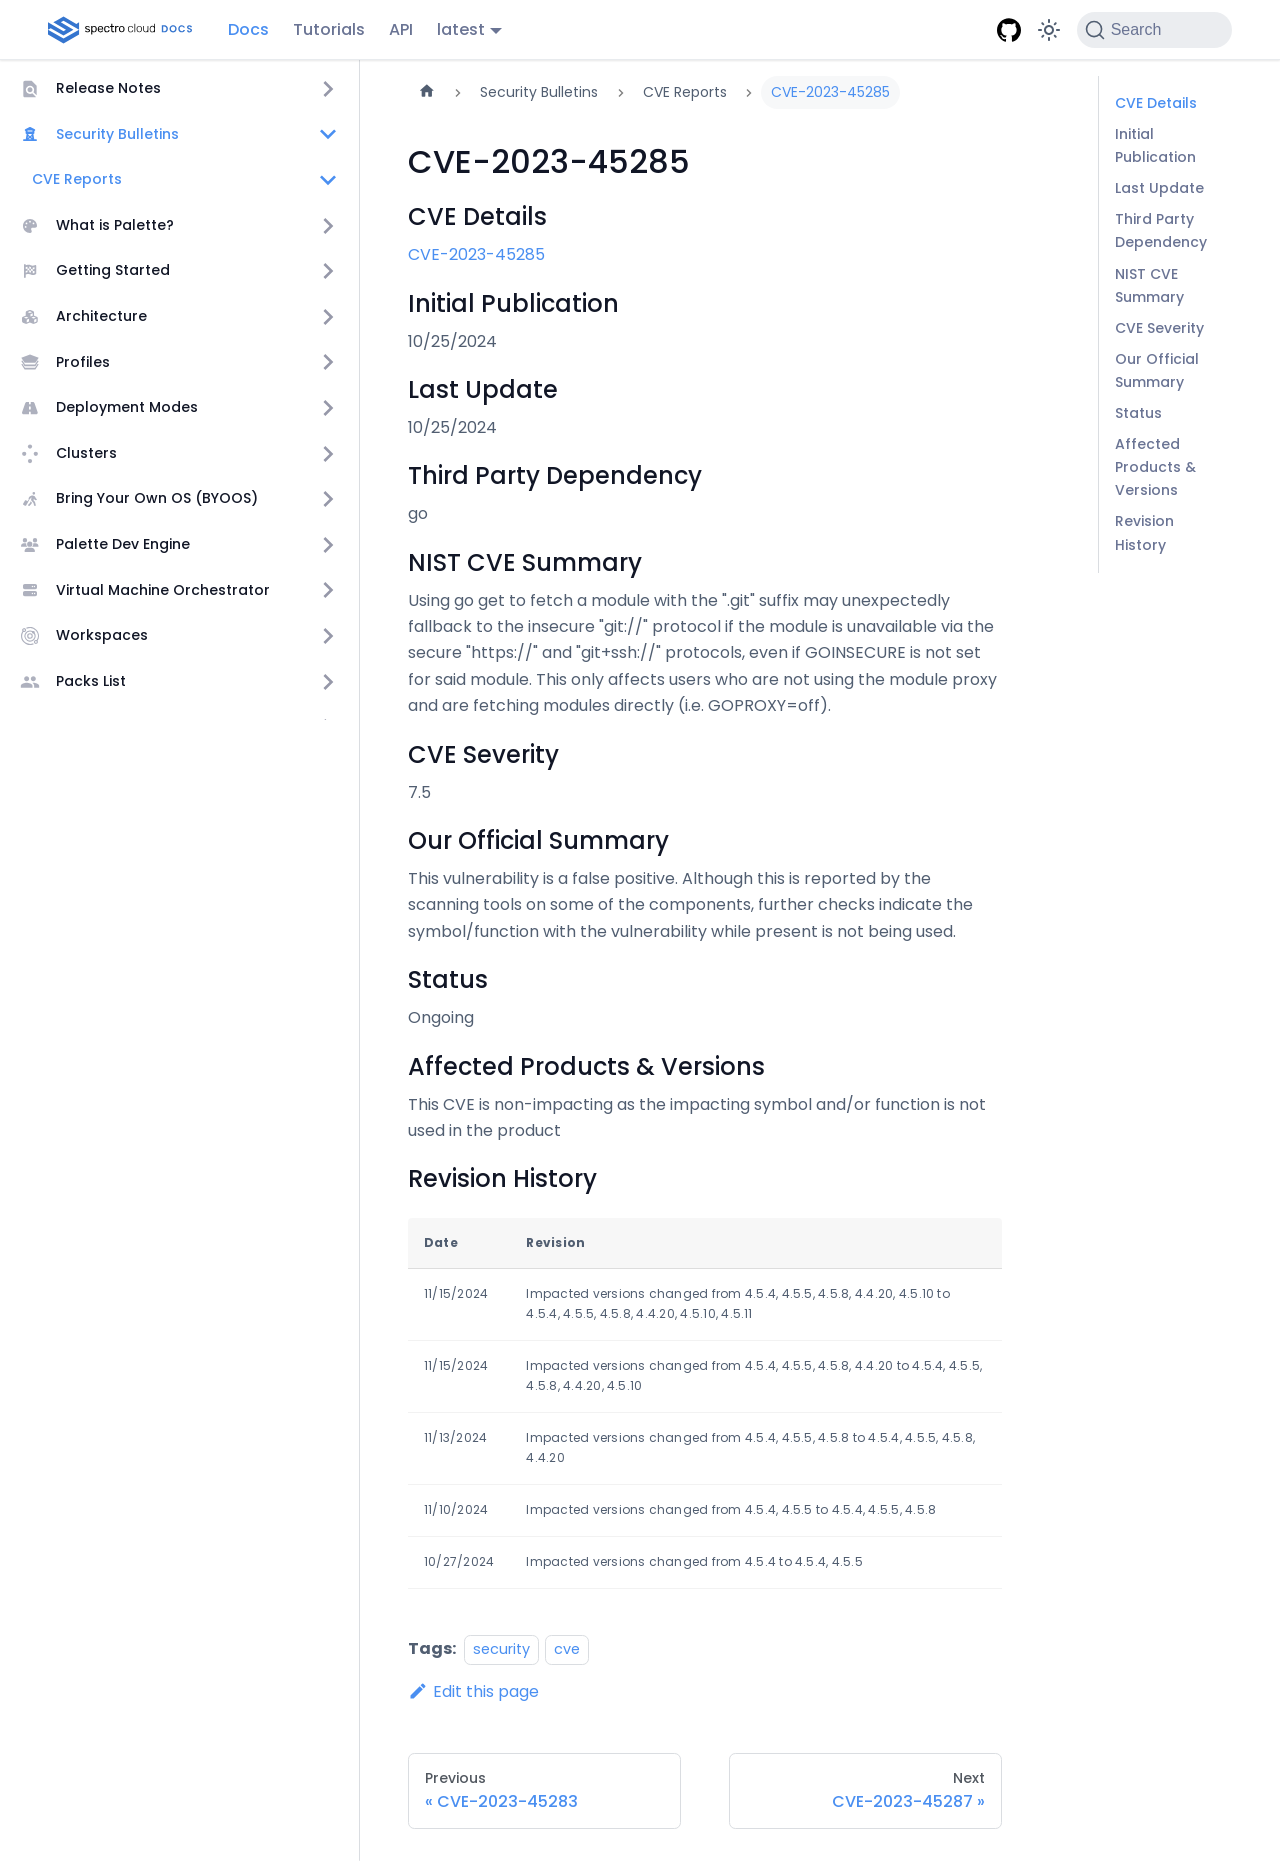 spectro cloud DOCS
Docs
Tutorials
API
latest
Search
Release Notes
Security Bulletins
CVE Reports
What is Palette?
Getting Started
Architecture
Profiles
Deployment Modes
Clusters
Bring Your Own OS (BYOOS)
Palette Dev Engine
Virtual Machine Orchestrator
Workspaces
Packs List
Security Bulletins
CVE Reports
CVE-2023-45285
CVE-2023-45285
CVE Details
CVE-2023-45285
Initial Publication
10/25/2024
Last Update
10/25/2024
Third Party Dependency
go
NIST CVE Summary
Using go get to fetch a module with the ".git" suffix may unexpectedly
fallback to the insecure "git://" protocol if the module is unavailable via the
secure "https://" and "git+ssh://" protocols, even if GOINSECURE is not set
for said module. This only affects users who are not using the module proxy
and are fetching modules directly (i.e. GOPROXY=off).
CVE Severity
7.5
Our Official Summary
This vulnerability is a false positive. Although this is reported by the
scanning tools on some of the components, further checks indicate the
symbol/function with the vulnerability while present is not being used.
Status
Ongoing
Affected Products & Versions
This CVE is non-impacting as the impacting symbol and/or function is not
used in the product
Revision History
Date Revision
11/15/2024 Impacted versions changed from 4.5.4, 4.5.5, 4.5.8, 4.4.20, 4.5.10 to
4.5.4, 4.5.5, 4.5.8, 4.4.20, 4.5.10, 4.5.11
11/15/2024 Impacted versions changed from 4.5.4, 4.5.5, 4.5.8, 4.4.20 to 4.5.4, 4.5.5,
4.5.8, 4.4.20, 4.5.10
11/13/2024 Impacted versions changed from 4.5.4, 4.5.5, 4.5.8 to 4.5.4, 4.5.5, 4.5.8,
4.4.20
11/10/2024 Impacted versions changed from 4.5.4, 4.5.5 to 4.5.4, 4.5.5, 4.5.8
10/27/2024 Impacted versions changed from 4.5.4 to 4.5.4, 4.5.5
Tags: security cve
Edit this page
Previous
« CVE-2023-45283
Next
CVE-2023-45287 »
CVE Details
Initial
Publication
Last Update
Third Party
Dependency
NIST CVE
Summary
CVE Severity
Our Official
Summary
Status
Affected
Products &
Versions
Revision
History